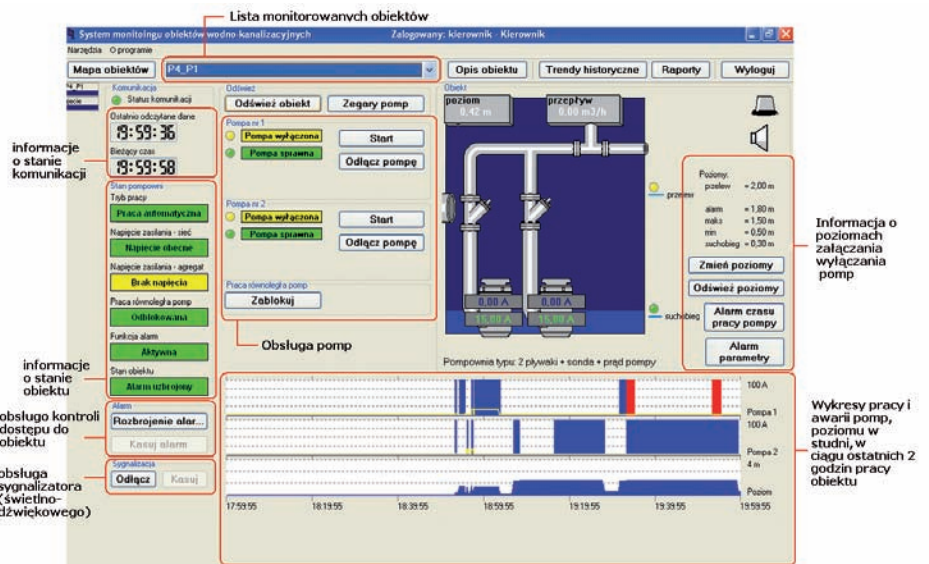 Lista monitorowanych obiektów
System monitoingu obiektów wodno-kanalizacyjnych
Zalogowany: kierownik - Kierownik
Narzędzia O programie
Mapa obiektów
P4_P1
Opis obiektu
Trendy historyczne
Raporty
Wyloguj
Komunikacja
Status komunikacji
Ostatnio odczytane dane
19:59:36
Bieżący czas
19:59:58
informacje
o stanie
komunikacji
Stan pompowni
Tryb pracy
Praca automatyczna
Napięcie zasilania - sieć
Napięcie obecne
Napięcie zasilania - agregat
Brak napięcia
Praca równoległa pomp
Odblokowana
Funkcja alarm
Aktywna
Stan obiektu
Alarm uzbrojony
informacje
o stanie
obiektu
Alarm
Rozbrojenie alar...
Kasuj alarm
obsługo kontroli
dostępu do
obiektu
Sygnalizacja
Odłącz
Kasuj
obsługa
sygnalizatora
(świetlno-
dźwiękowego)
Odśwież
Odśwież obiekt
Zegary pomp
Pompa nr 1
Pompa wyłączona
Pompa sprawna
Start
Odłącz pompę
Pompa nr 2
Pompa wyłączona
Pompa sprawna
Start
Odłącz pompę
Praca równoległa pomp
Zablokuj
Obsługa pomp
Obiekt
poziom
0,42 m
przepływ
0,00 m3/h
przelew
suchobieg
0,00 A
15,00 A
0,00 A
15,00 A
Pompownia typu: 2 pływaki + sonda + prąd pompy
Poziomy:
przelew = 2,00 m
alarm = 1,80 m
maks = 1,50 m
min = 0,50 m
suchobieg = 0,30 m
Zmień poziomy
Odśwież poziomy
Alarm czasu
pracy pompy
Alarm
parametry
Informacja o
poziomach
załączania
wyłączania
pomp
100 A
Pompa 1
100 A
Pompa 2
4 m
Poziom
17:59:55
18:19:55
18:39:55
18:59:55
19:19:55
19:39:55
19:59:55
Wykresy pracy i
awarii pomp,
poziomu w
studni, w
ciągu ostatnich 2
godzin pracy
obiektu